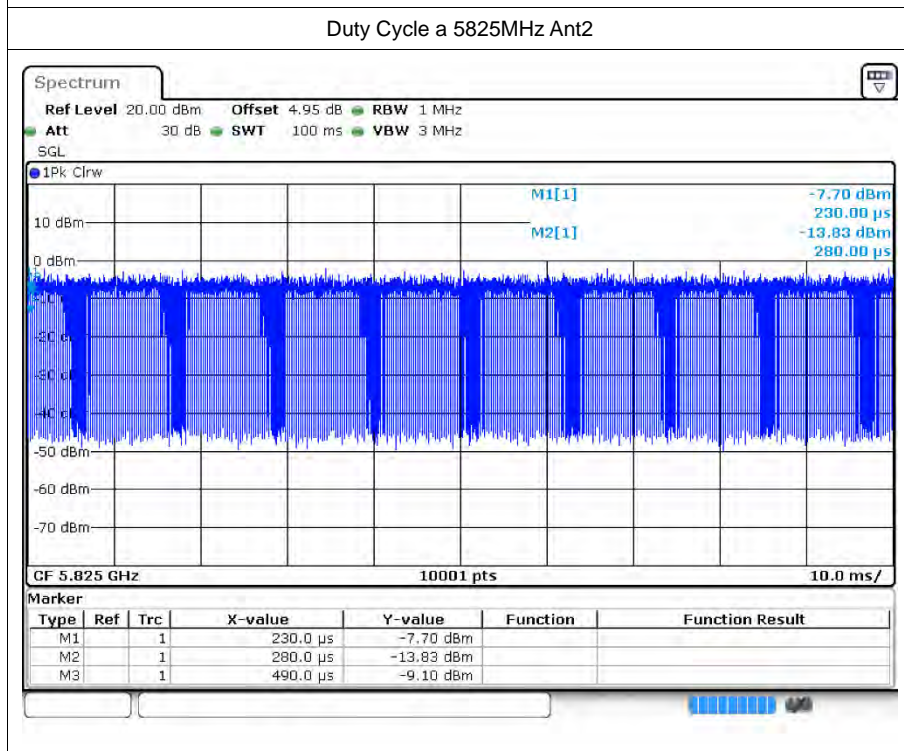 Duty Cycle a 5825MHz Ant2
Spectrum
Ref Level 20.00 dBm Offset 4.95 dB RBW 1 MHz
Att 30 dB SWT 100 ms VBW 3 MHz
SGL
1Pk Clrw
M1[1] -7.70 dBm
230.00 µs
10 dBm
M2[1] -13.83 dBm
280.00 µs
0 dBm
-50 dBm
-60 dBm
-70 dBm
CF 5.825 GHz 10001 pts 10.0 ms/
Marker
Type Ref Trc X-value Y-value Function Function Result
M1 1 230.0 µs -7.70 dBm
M2 1 280.0 µs -13.83 dBm
M3 1 490.0 µs -9.10 dBm